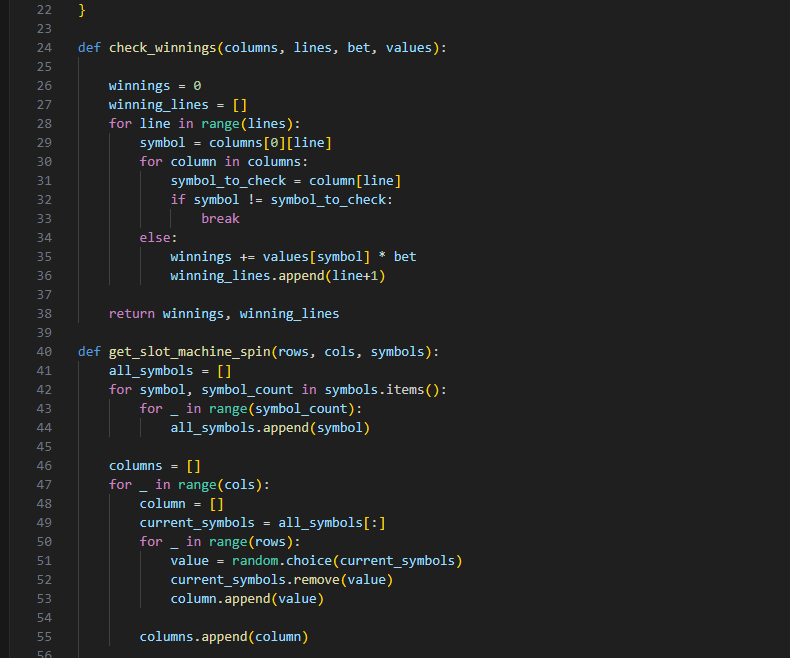 22 }
23
24 def check_winnings(columns, lines, bet, values):
25
26     winnings = 0
27     winning_lines = []
28     for line in range(lines):
29         symbol = columns[0][line]
30         for column in columns:
31             symbol_to_check = column[line]
32             if symbol != symbol_to_check:
33                 break
34         else:
35             winnings += values[symbol] * bet
36             winning_lines.append(line+1)
37
38     return winnings, winning_lines
39
40 def get_slot_machine_spin(rows, cols, symbols):
41     all_symbols = []
42     for symbol, symbol_count in symbols.items():
43         for _ in range(symbol_count):
44             all_symbols.append(symbol)
45
46     columns = []
47     for _ in range(cols):
48         column = []
49         current_symbols = all_symbols[:]
50         for _ in range(rows):
51             value = random.choice(current_symbols)
52             current_symbols.remove(value)
53             column.append(value)
54
55         columns.append(column)
56